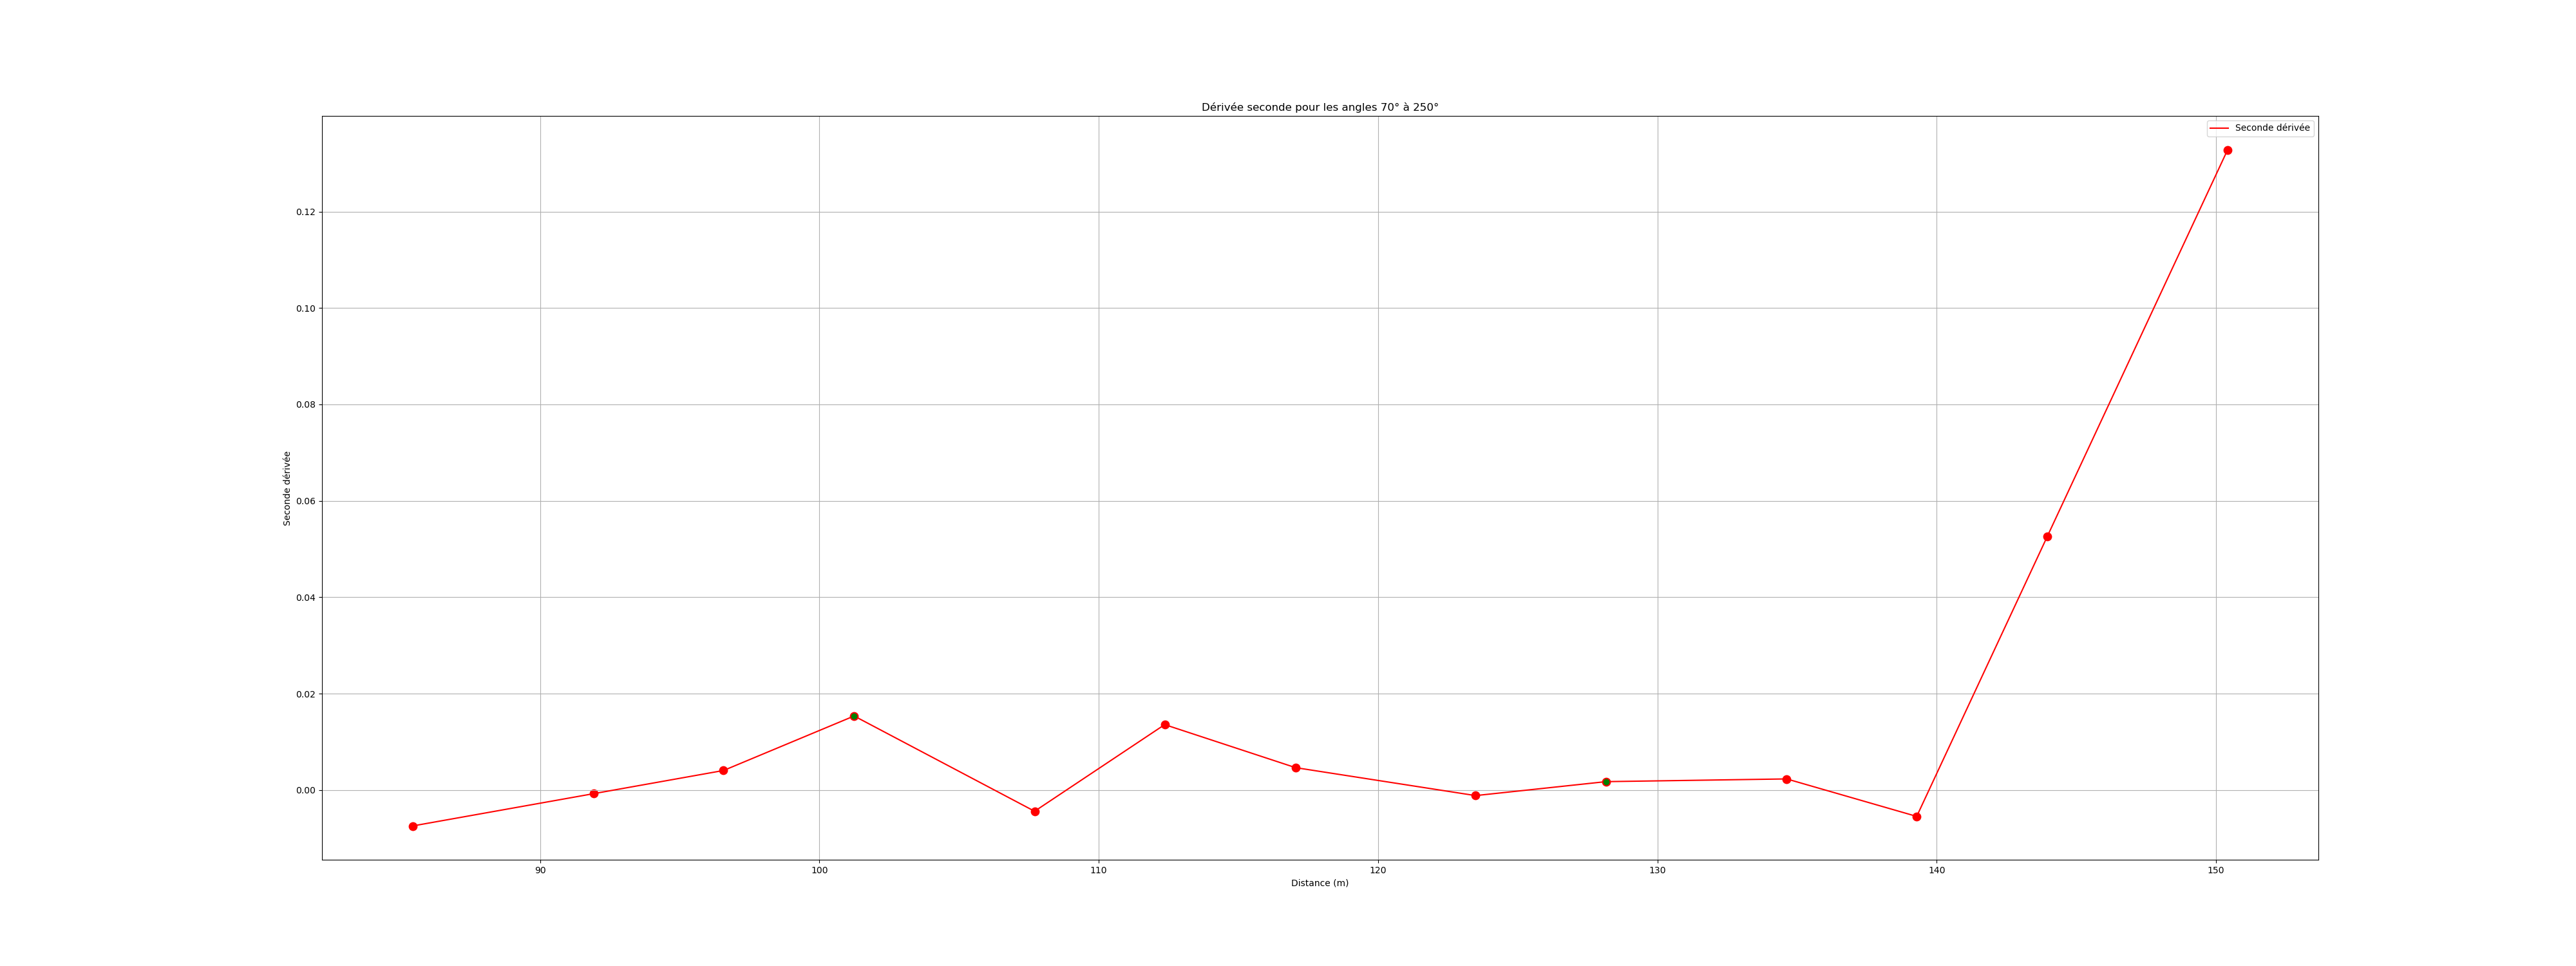 Dérivée seconde pour les angles 70° à 250°
Seconde dérivée
0.12
0.10
0.08
0.06
0.04
0.02
0.00
Seconde dérivée
90 100 110 120 130 140 150
Distance (m)